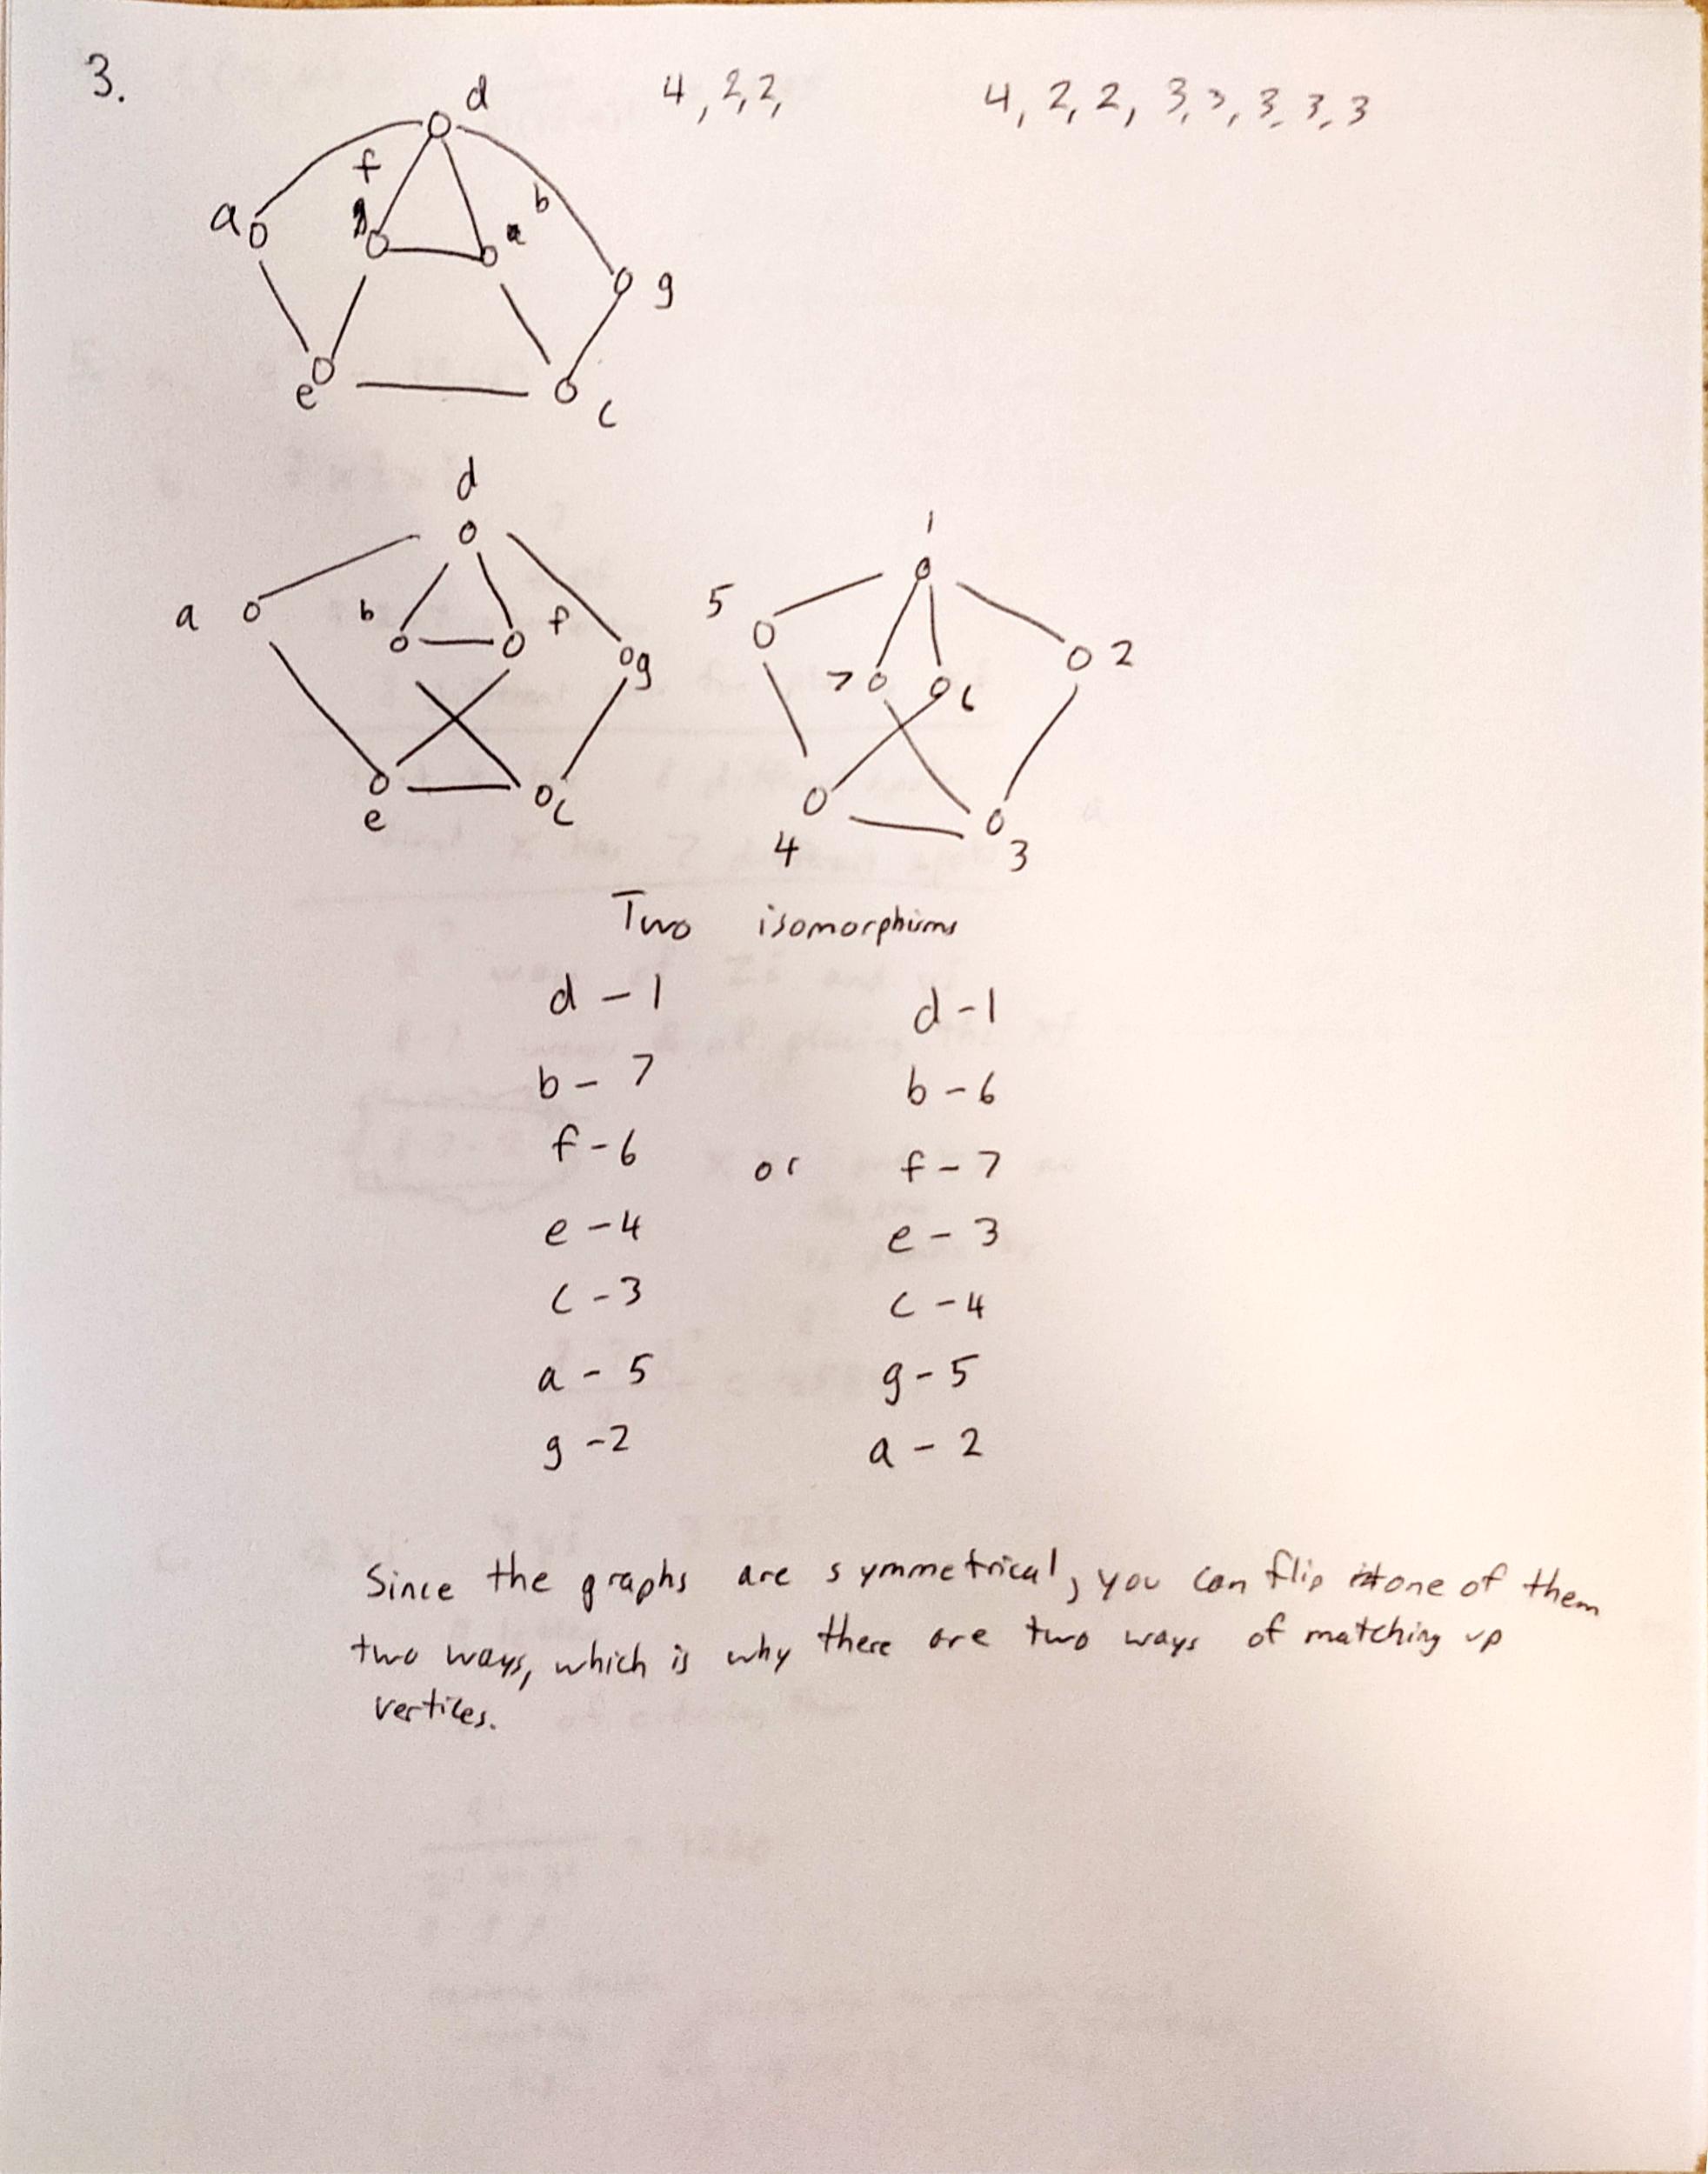 3.
4, 2, 2,
4, 2, 2, 3, 3, 3, 3, 3
d
f
b
a
g
e
c
d
a
b
f
g
e
c
1
5
7
6
2
4
3
Two isomorphisms
d - 1
d - 1
b - 7
b - 6
f - 6
or
f - 7
e - 4
e - 3
c - 3
c - 4
a - 5
g - 5
g - 2
a - 2
Since the graphs are symmetrical, you can flip one of them
two ways, which is why there are two ways of matching up
vertices.